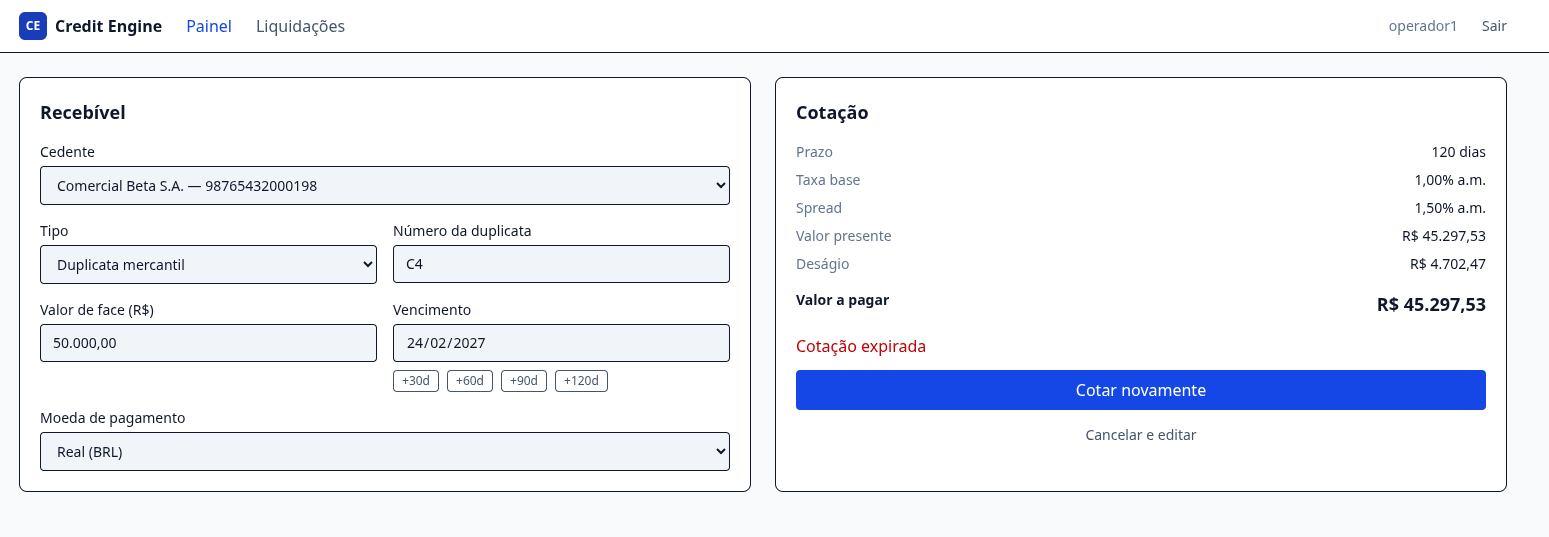 CE Credit Engine Painel Liquidações operador1 Sair
Recebível
Cedente
Comercial Beta S.A. — 98765432000198
Tipo Número da duplicata
Duplicata mercantil C4
Valor de face (R$) Vencimento
50.000,00 24/02/2027
+30d +60d +90d +120d
Moeda de pagamento
Real (BRL)
Cotação
Prazo 120 dias
Taxa base 1,00% a.m.
Spread 1,50% a.m.
Valor presente R$ 45.297,53
Deságio R$ 4.702,47
Valor a pagar R$ 45.297,53
Cotação expirada
Cotar novamente
Cancelar e editar